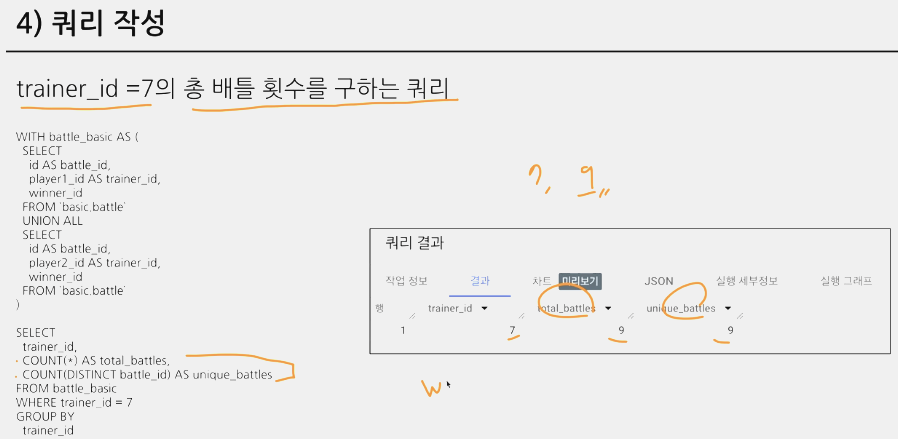 4) 쿼리 작성
trainer_id =7의 총 배틀 횟수를 구하는 쿼리
WITH battle_basic AS (
SELECT
id AS battle_id,
player1_id AS trainer_id,
winner_id
FROM `basic.battle`
UNION ALL
SELECT
id AS battle_id,
player2_id AS trainer_id,
winner_id
FROM `basic.battle`
)
SELECT
trainer_id,
COUNT(*) AS total_battles,
COUNT(DISTINCT battle_id) AS unique_battles
FROM battle_basic
WHERE trainer_id = 7
GROUP BY
trainer_id
7, 9,,
쿼리 결과
작업 정보 결과 차트 미리보기 JSON 실행 세부정보 실행 그래프
행 trainer_id total_battles unique_battles
1 7 9 9
W